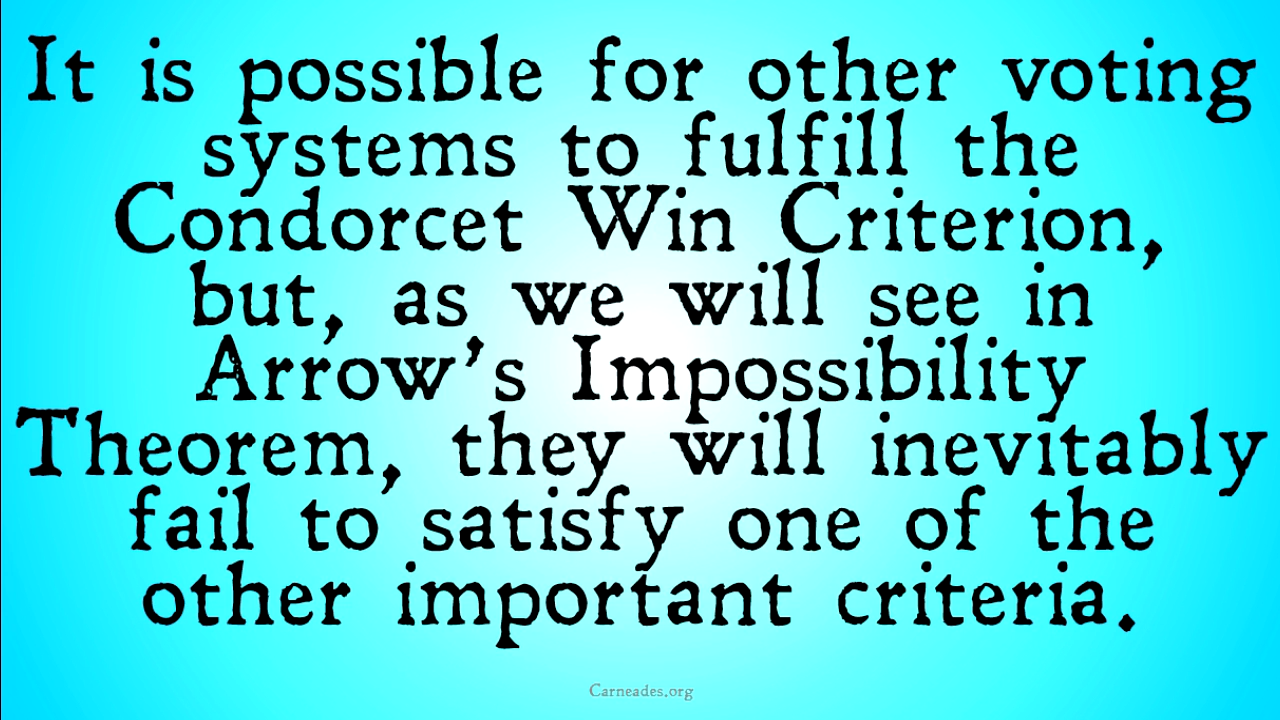 It is possible for other voting
systems to fulfill the
Condorcet Win Criterion,
but, as we will see in
Arrow's Impossibility
Theorem, they will inevitably
fail to satisfy one of the
other important criteria.
Carneades.org